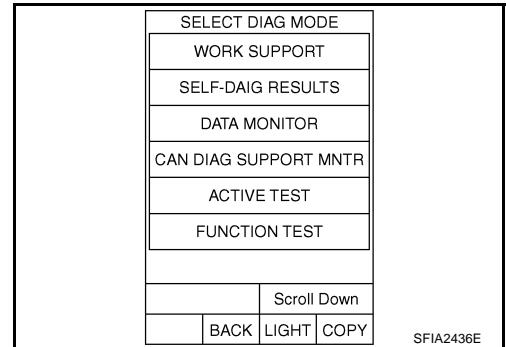 SELECT DIAG MODE
WORK SUPPORT
SELF-DAIG RESULTS
DATA MONITOR
CAN DIAG SUPPORT MNTR
ACTIVE TEST
FUNCTION TEST
Scroll Down
BACK LIGHT COPY
SFIA2436E